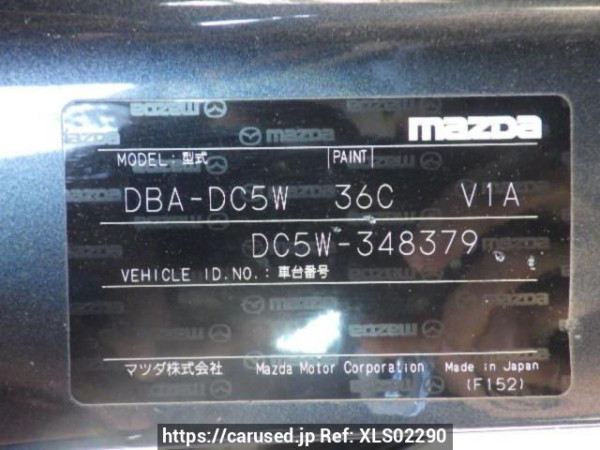 mazda
MODEL:型式 PAINT
DBA-DC5W 36C V1A
DC5W-348379
VEHICLE ID.NO.:車台番号
マツダ株式会社 Mazda Motor Corporation Made in Japan
(F152)
https://carused.jp Ref: XLS02290